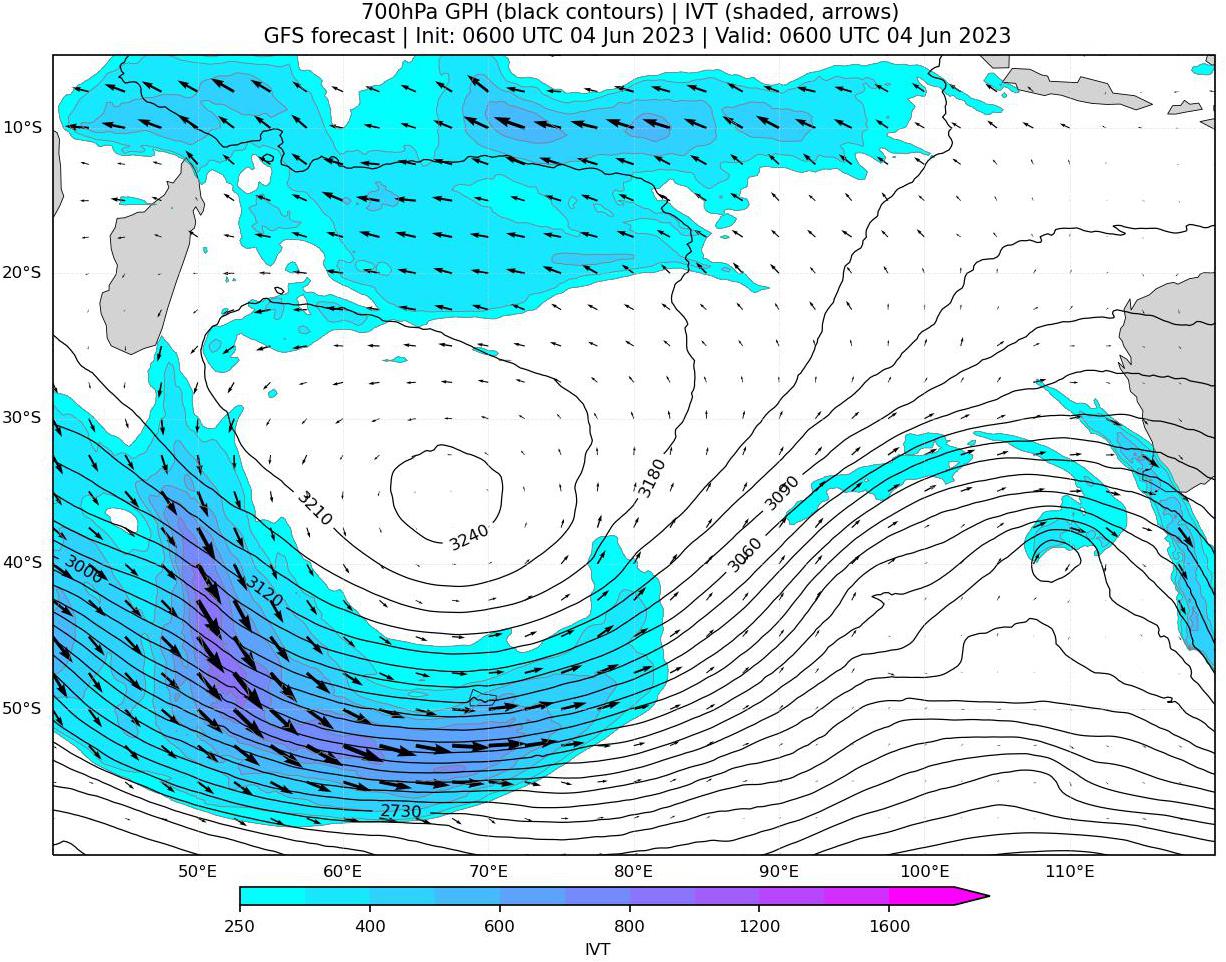 700hPa GPH (black contours) | IVT (shaded, arrows)
GFS forecast | Init: 0600 UTC 04 Jun 2023 | Valid: 0600 UTC 04 Jun 2023
10°S
20°S
30°S
3180
3090
3210
3240
3060
40°S
3000
3120
50°S
2730
50°E 60°E 70°E 80°E 90°E 100°E 110°E
250 400 600 800 1200 1600
IVT